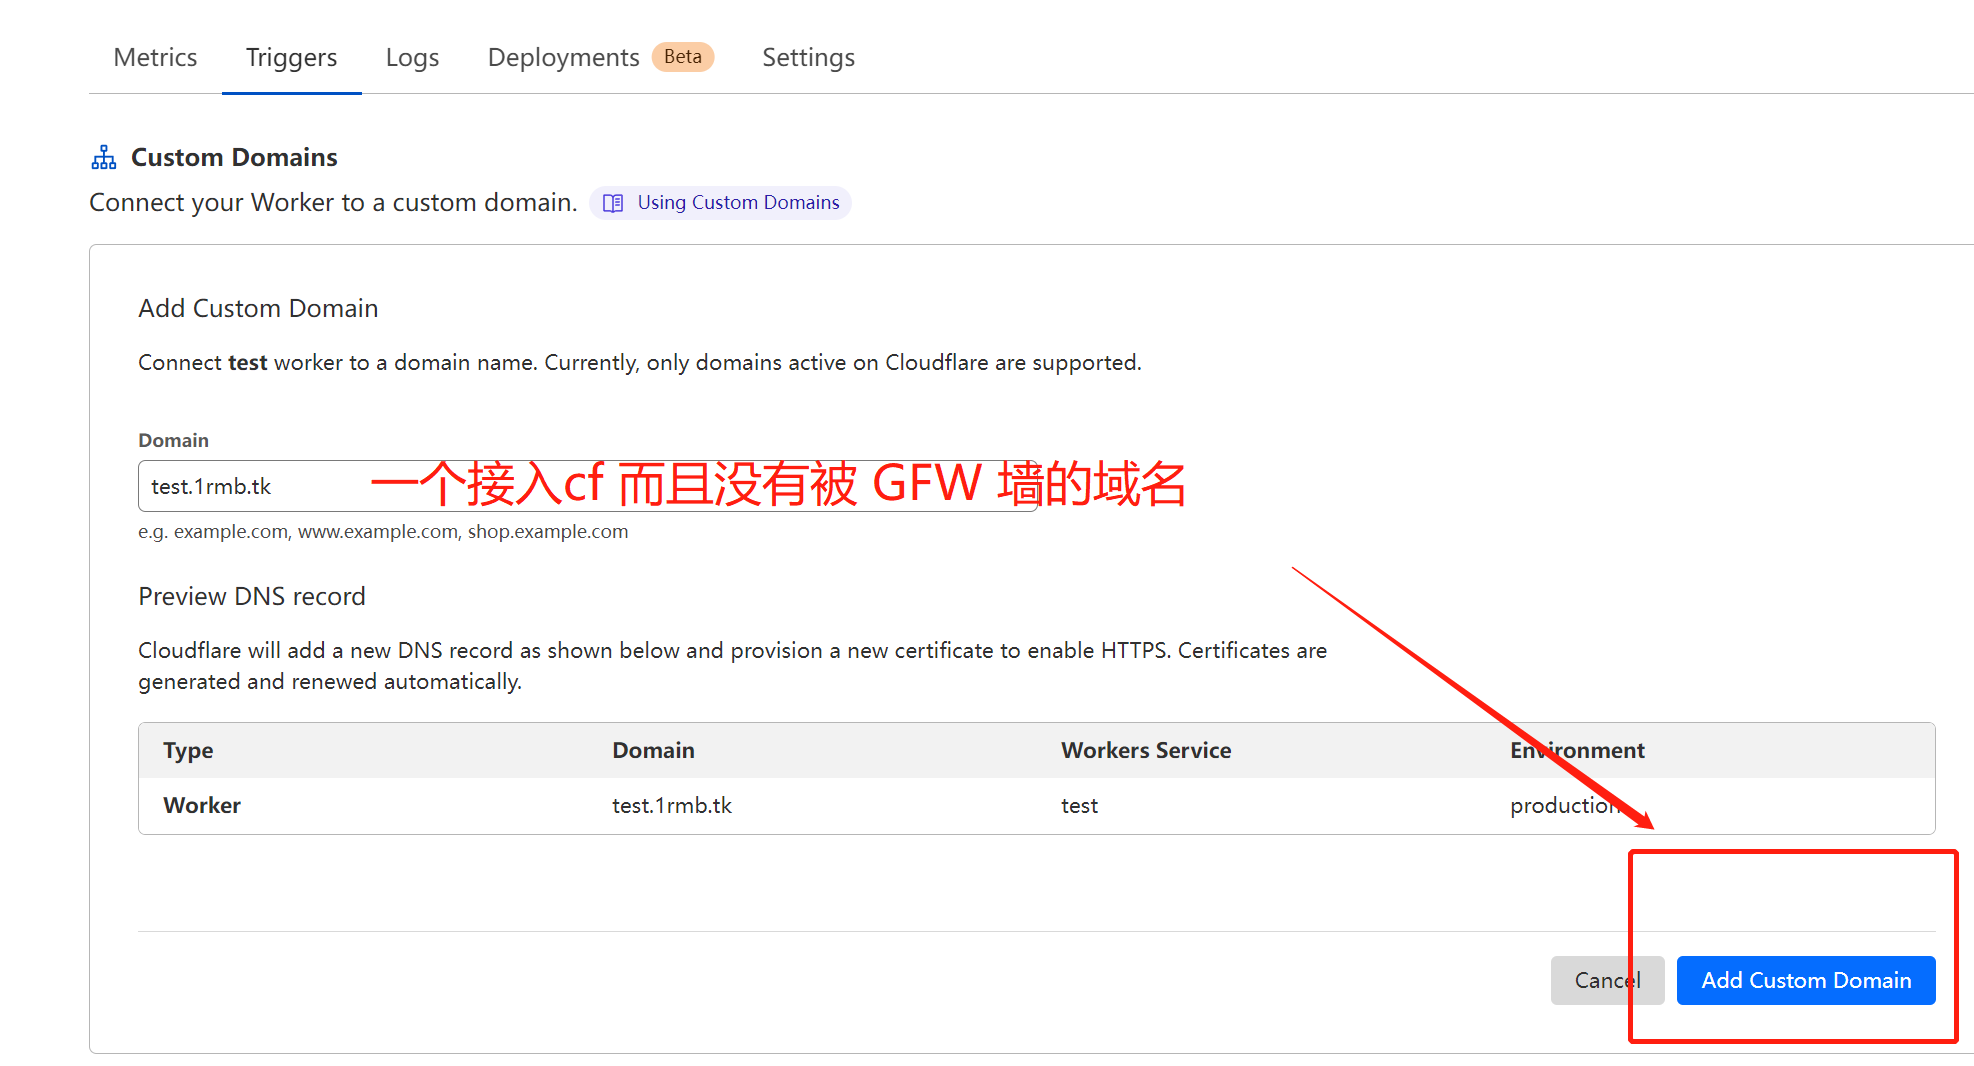 Metrics Triggers Logs Deployments Beta Settings
Custom Domains
Connect your Worker to a custom domain. Using Custom Domains
Add Custom Domain
Connect test worker to a domain name. Currently, only domains active on Cloudflare are supported.
Domain
test.1rmb.tk 一个接入cf 而且没有被 GFW 墙的域名
e.g. example.com, www.example.com, shop.example.com
Preview DNS record
Cloudflare will add a new DNS record as shown below and provision a new certificate to enable HTTPS. Certificates are
generated and renewed automatically.
Type Domain Workers Service Environment
Worker test.1rmb.tk test production
Cancel Add Custom Domain